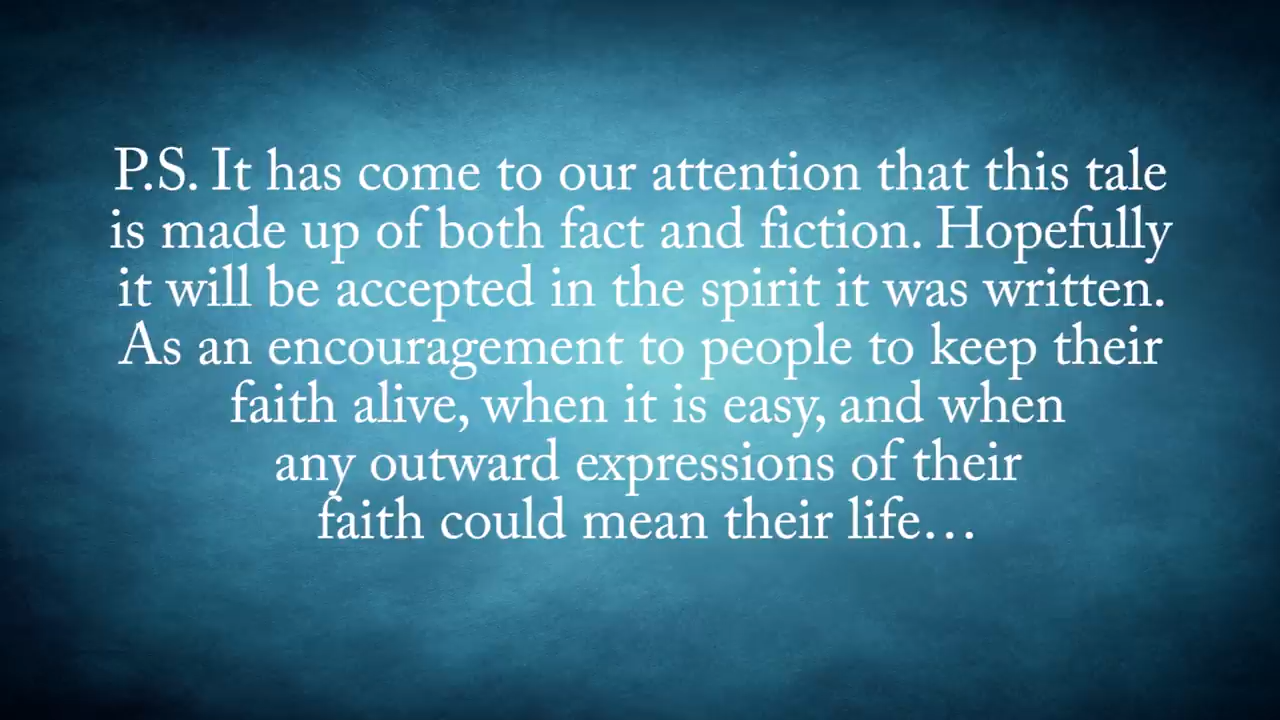 P.S. It has come to our attention that this tale
is made up of both fact and fiction. Hopefully
it will be accepted in the spirit it was written.
As an encouragement to people to keep their
faith alive, when it is easy, and when
any outward expressions of their
faith could mean their life…